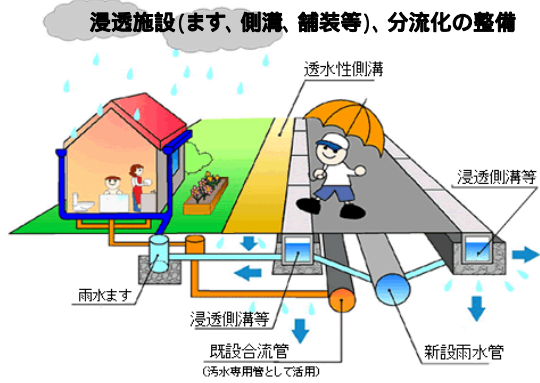 浸透施設(ます、側溝、舗装等)、分流化の整備
透水性側溝
浸透側溝等
雨水ます
浸透側溝等
既設合流管
(汚水専用管として活用)
新設雨水管